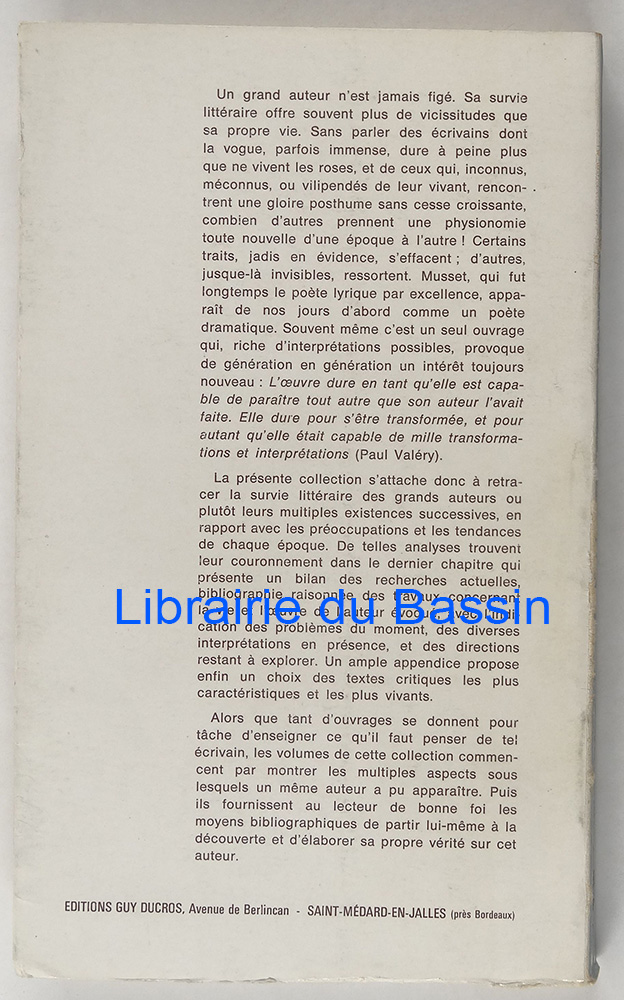 Un grand auteur n'est jamais figé. Sa survie
littéraire offre souvent plus de vicissitudes que
sa propre vie. Sans parler des écrivains dont
la vogue, parfois immense, dure à peine plus
que ne vivent les roses, et de ceux qui, inconnus,
méconnus, ou vilipendés de leur vivant, rencon-
trent une gloire posthume sans cesse croissante,
combien d'autres prennent une physionomie
toute nouvelle d'une époque à l'autre ! Certains
traits, jadis en évidence, s'effacent ; d'autres,
jusque-là invisibles, ressortent. Musset, qui fut
longtemps le poète lyrique par excellence, appa-
raît de nos jours d'abord comme un poète
dramatique. Souvent même c'est un seul ouvrage
qui, riche d'interprétations possibles, provoque
de génération en génération un intérêt toujours
nouveau : L'œuvre dure en tant qu'elle est capa-
ble de paraître tout autre que son auteur l'avait
faite. Elle dure pour s'être transformée, et pour
autant qu'elle était capable de mille transforma-
tions et interprétations (Paul Valéry).
La présente collection s'attache donc à retra-
cer la survie littéraire des grands auteurs ou
plutôt leurs multiples existences successives, en
rapport avec les préoccupations et les tendances
de chaque époque. De telles analyses trouvent
leur couronnement dans le dernier chapitre qui
présente un bilan des recherches actuelles,
bibliographie raisonnée des travaux concernant
la vie et l'œuvre de l'auteur évoqué, avec l'indi-
cation des problèmes du moment, des diverses
interprétations en présence, et des directions
restant à explorer. Un ample appendice propose
enfin un choix des textes critiques les plus
caractéristiques et les plus vivants.
Alors que tant d'ouvrages se donnent pour
tâche d'enseigner ce qu'il faut penser de tel
écrivain, les volumes de cette collection commen-
cent par montrer les multiples aspects sous
lesquels un même auteur a pu apparaître. Puis
ils fournissent au lecteur de bonne foi les
moyens bibliographiques de partir lui-même à la
découverte et d'élaborer sa propre vérité sur cet
auteur.
EDITIONS GUY DUCROS, Avenue de Berlincan - SAINT-MÉDARD-EN-JALLES (près Bordeaux)
Librairie du Bassin